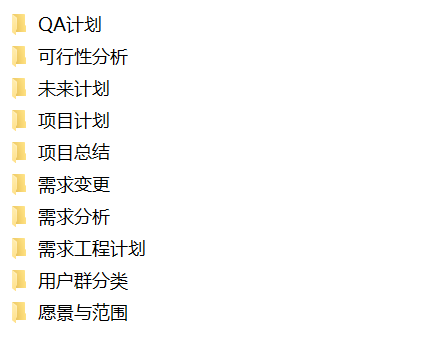 QA计划
可行性分析
未来计划
项目计划
项目总结
需求变更
需求分析
需求工程计划
用户群分类
愿景与范围